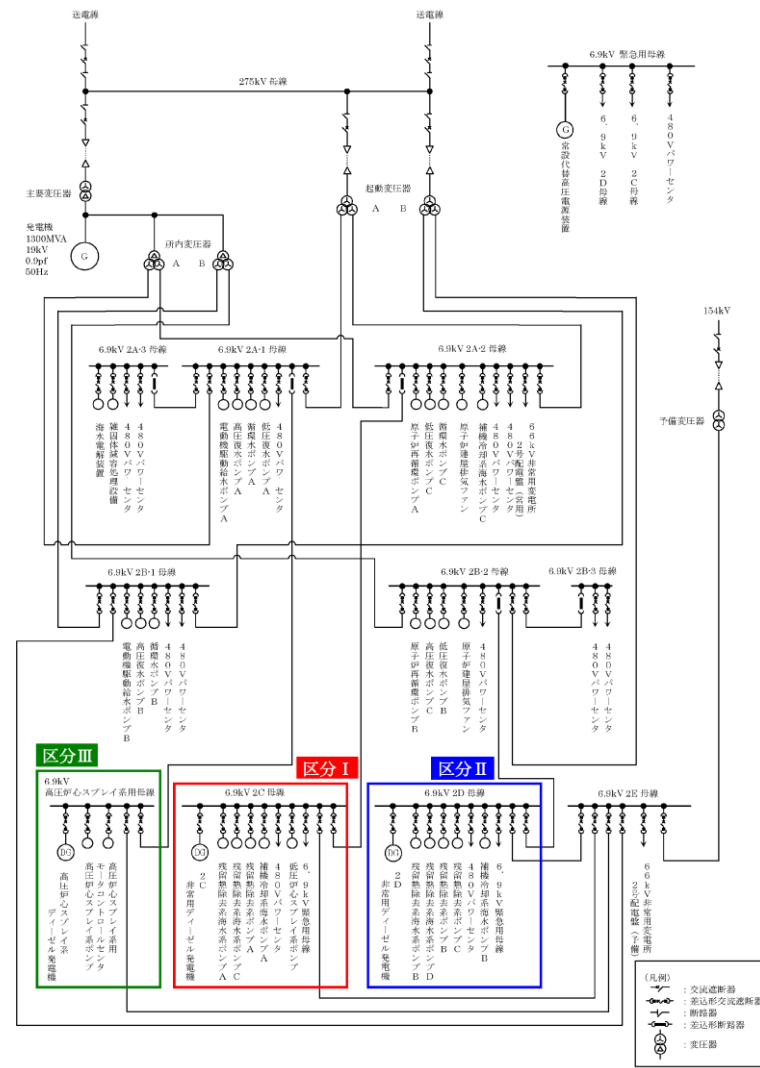 送電線
送電線
275kV 母線
6.9kV 緊急用母線
常設代替高圧電源装置
6.9kV 2D母線
6.9kV 2C母線
480Vパワーセンタ
主要変圧器
起動変圧器
A
B
発電機
1300MVA
19kV
0.9pf
50Hz
G
G
所内変圧器
A
B
154kV
予備変圧器
6.9kV 2A-3 母線
6.9kV 2A-1 母線
6.9kV 2A-2 母線
海水電解装置
雑固体減容処理設備
480Vパワーセンタ
480Vパワーセンタ
電動機駆動給水ポンプA
高圧復水ポンプA
循環水ポンプA
低圧復水ポンプA
480Vパワーセンタ
原子炉再循環ポンプA
低圧復水ポンプC
循環水ポンプC
原子炉建屋排気ファン
補機冷却系海水ポンプC
480Vパワーセンタ
480Vパワーセンタ
66kV非常用変電所
2号配電盤(常用)
6.9kV 2B-1 母線
6.9kV 2B-2 母線
6.9kV 2B-3 母線
電動機駆動給水ポンプB
高圧復水ポンプB
循環水ポンプB
480Vパワーセンタ
480Vパワーセンタ
原子炉再循環ポンプB
高圧復水ポンプC
低圧復水ポンプB
原子炉建屋排気ファン
480Vパワーセンタ
480Vパワーセンタ
480Vパワーセンタ
区分Ⅲ
区分Ⅰ
区分Ⅱ
6.9kV
高圧炉心スプレイ系用母線
6.9kV 2C 母線
6.9kV 2D 母線
6.9kV 2E 母線
DG
高圧炉心スプレイ系
ディーゼル発電機
高圧炉心スプレイ系ポンプ
高圧炉心スプレイ系用
モータコントロールセンタ
DG
2C
非常用ディーゼル発電機
残留熱除去系海水系ポンプA
残留熱除去系海水系ポンプC
残留熱除去系ポンプA
補機冷却系海水ポンプA
480Vパワーセンタ
低圧炉心スプレイ系ポンプ
6.9kV緊急用母線
DG
2D
非常用ディーゼル発電機
残留熱除去系海水系ポンプB
残留熱除去系海水系ポンプD
残留熱除去系ポンプB
残留熱除去系ポンプC
480Vパワーセンタ
補機冷却系海水ポンプB
6.9kV緊急用母線
66kV非常用変電所
2号配電盤(予備)
(凡例)
:交流遮断器
:差込形交流遮断器
:断路器
:差込形断路器
:変圧器